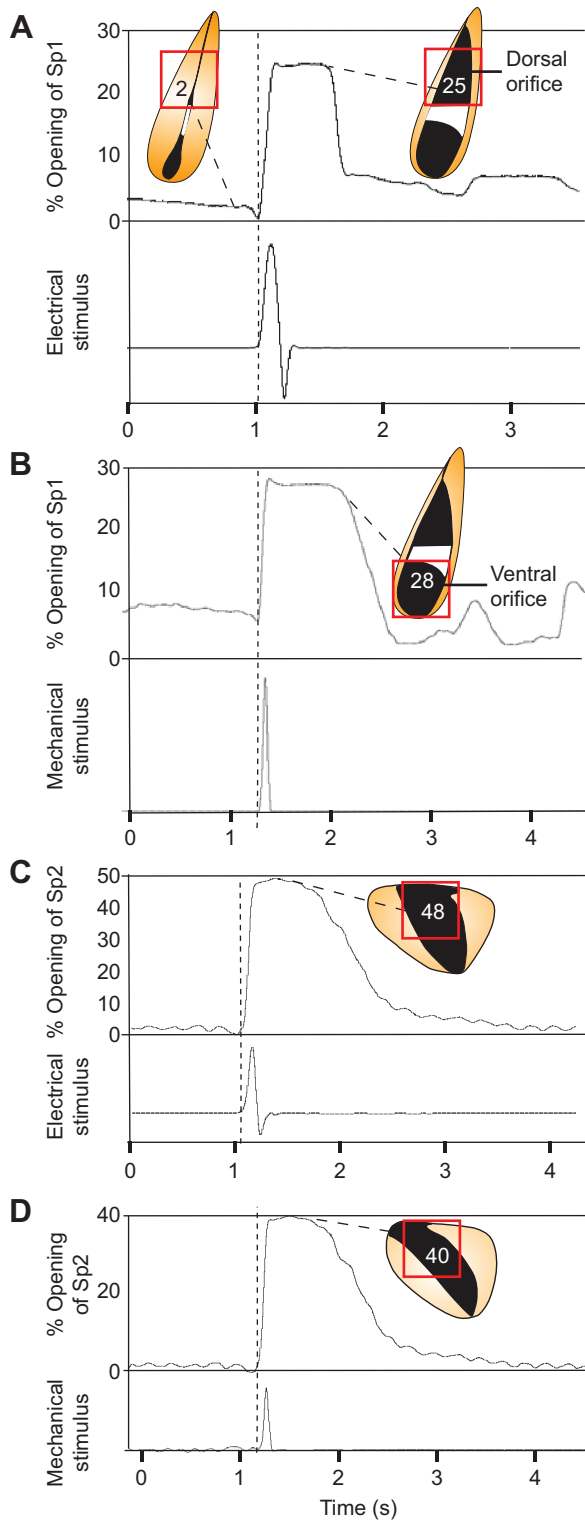 A
% Opening of Sp1
30
20
10
0
2
25
Dorsal
orifice
Electrical
stimulus
0
1
2
3
B
% Opening of Sp1
30
20
10
0
28
Ventral
orifice
Mechanical
stimulus
0
1
2
3
4
C
% Opening of Sp2
50
40
30
20
10
0
48
Electrical
stimulus
0
1
2
3
4
D
% Opening
of Sp2
40
20
0
40
Mechanical
stimulus
0
1
2
3
4
Time (s)